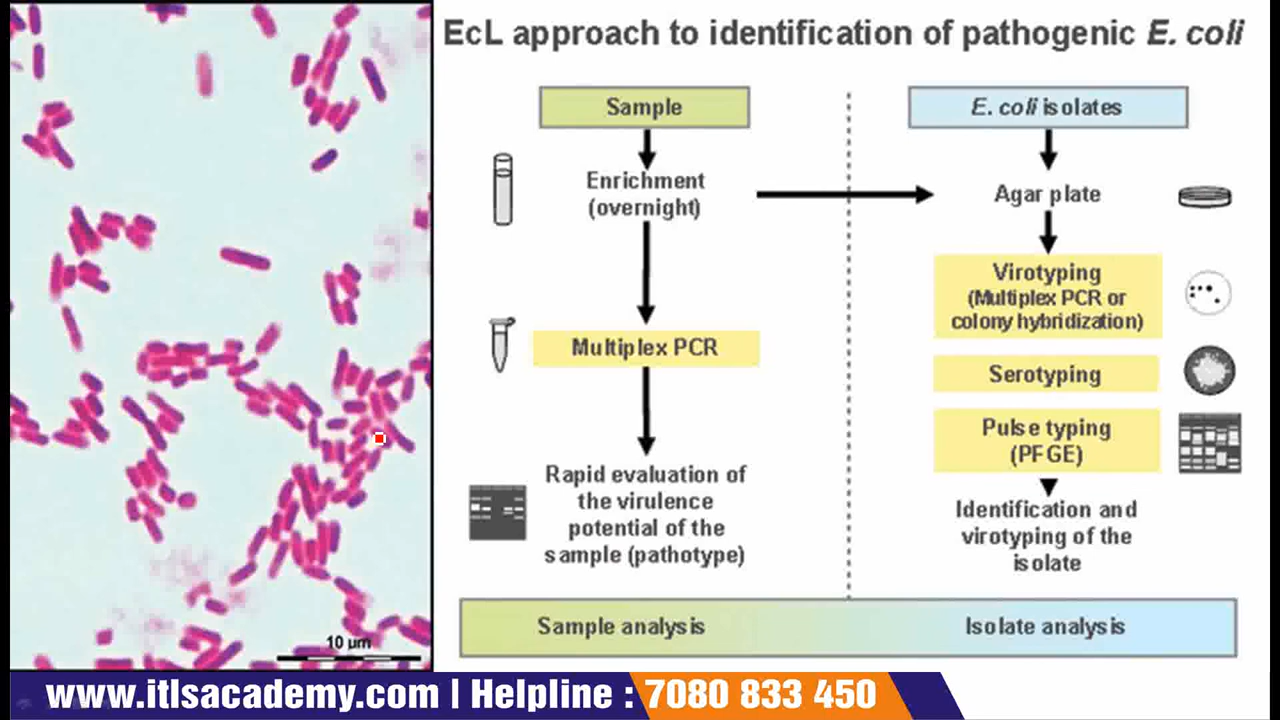 EcL approach to identification of pathogenic E. coli
Sample
Enrichment
(overnight)
Multiplex PCR
Rapid evaluation of
the virulence
potential of the
sample (pathotype)
E. coli isolates
Agar plate
Virotyping
(Multiplex PCR or
colony hybridization)
Serotyping
Pulse typing
(PFGE)
Identification and
virotyping of the
isolate
Sample analysis
Isolate analysis
10 µm
www.itlsacademy.com | Helpline : 7080 833 450